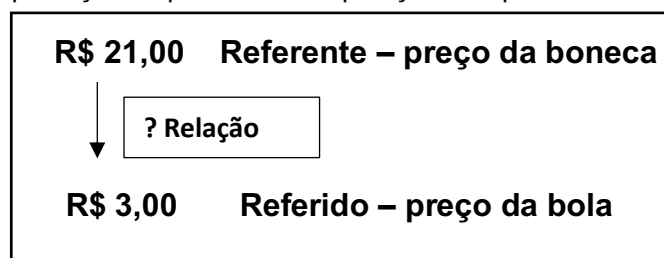 R$ 21,00 Referente – preço da boneca
? Relação
R$ 3,00 Referido – preço da bola